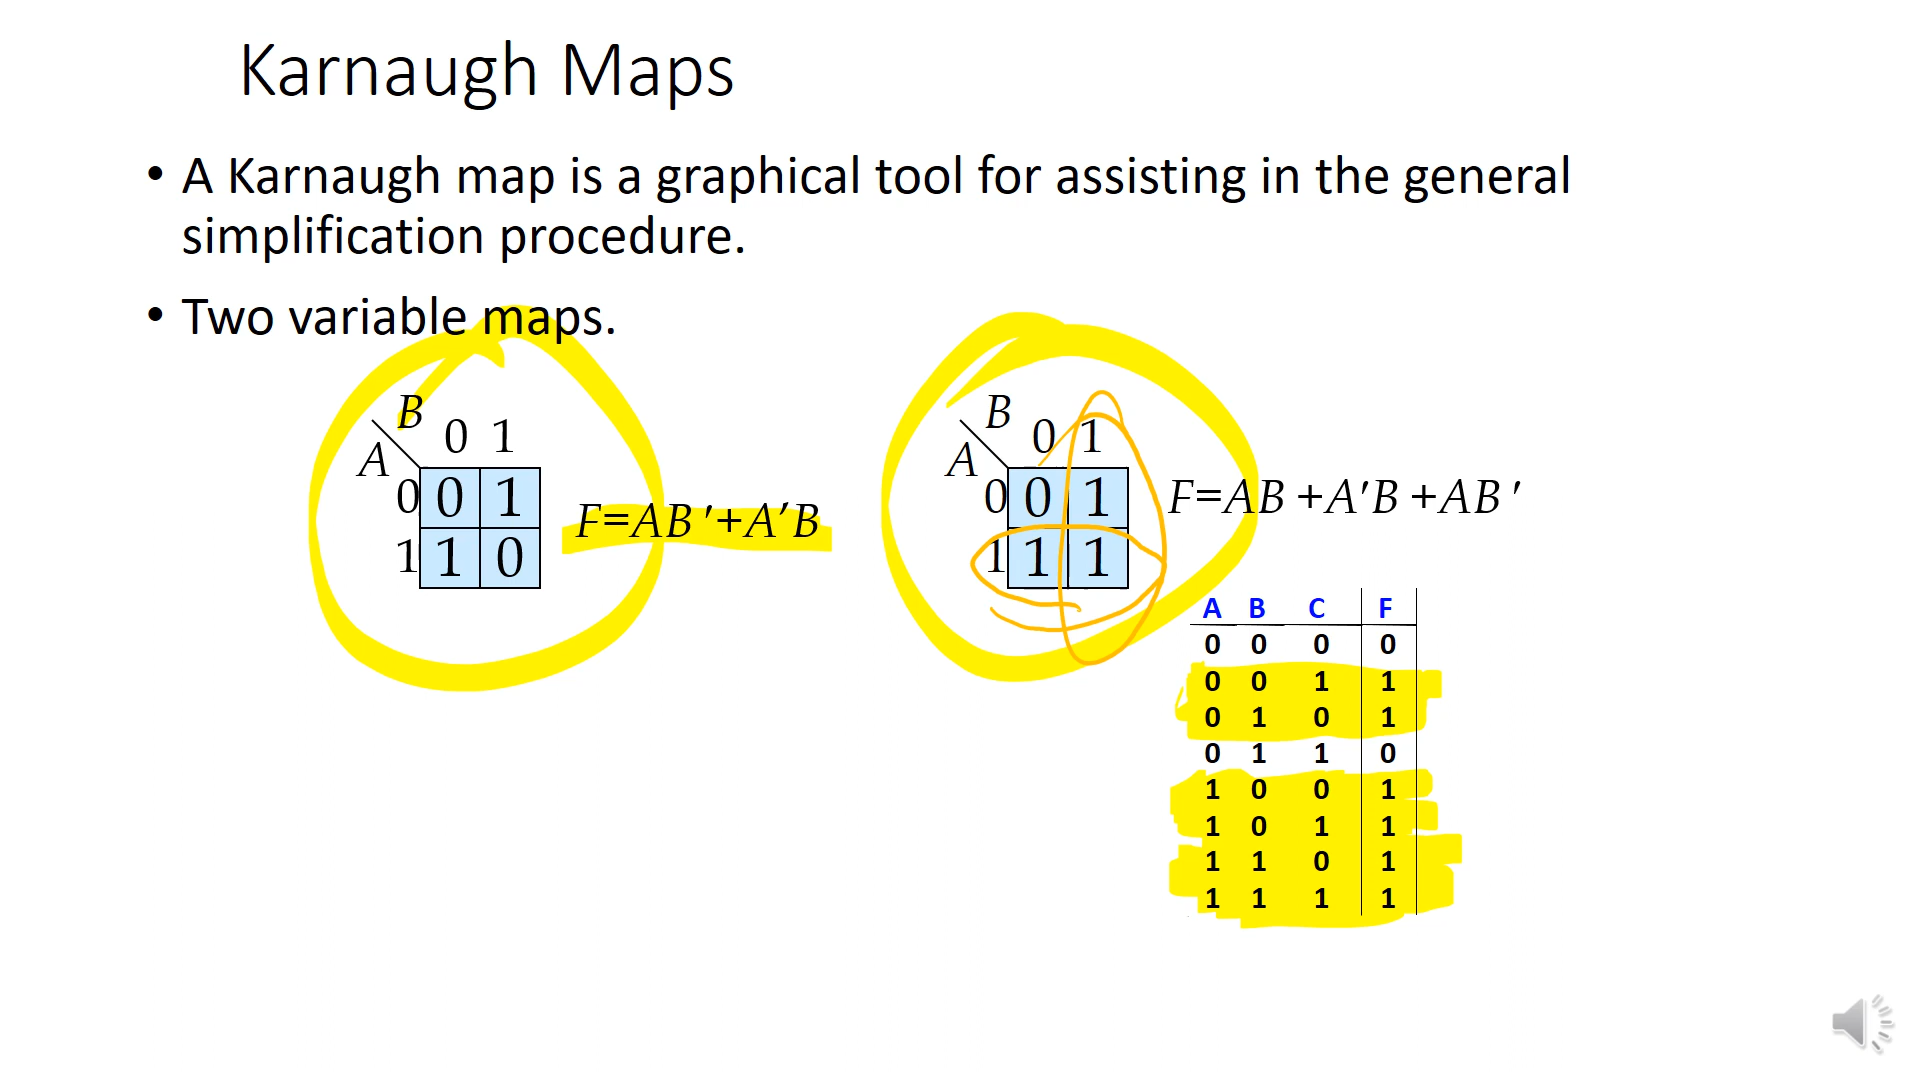 Karnaugh Maps
• A Karnaugh map is a graphical tool for assisting in the general
simplification procedure.
• Two variable maps.
B
A
0 1
0 0 1
1 1 0
F=AB′+A′B
B
A
0 1
0 0 1
1 1 1
F=AB+A′B+AB′
A B C F
0 0 0 0
0 0 1 1
0 1 0 1
0 1 1 0
1 0 0 1
1 0 1 1
1 1 0 1
1 1 1 1